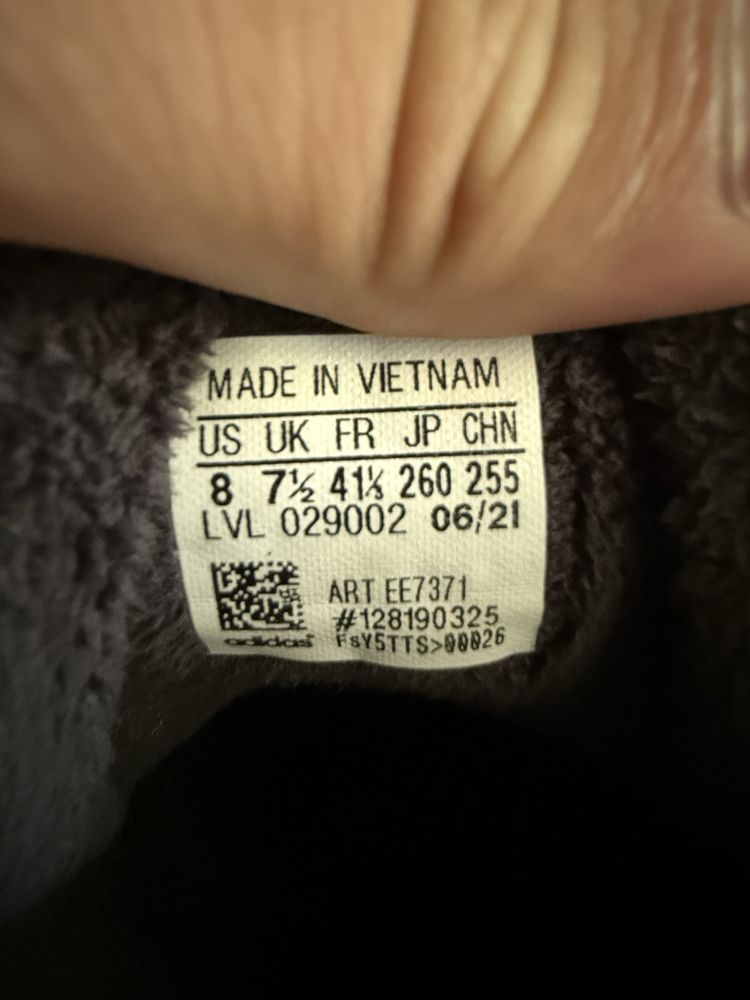 MADE IN VIETNAM
US UK FR JP CHN
8 7½ 41⅓ 260 255
LVL 029002 06/21
ART EE7371
#128190325
adidas FsY5TTS>00026